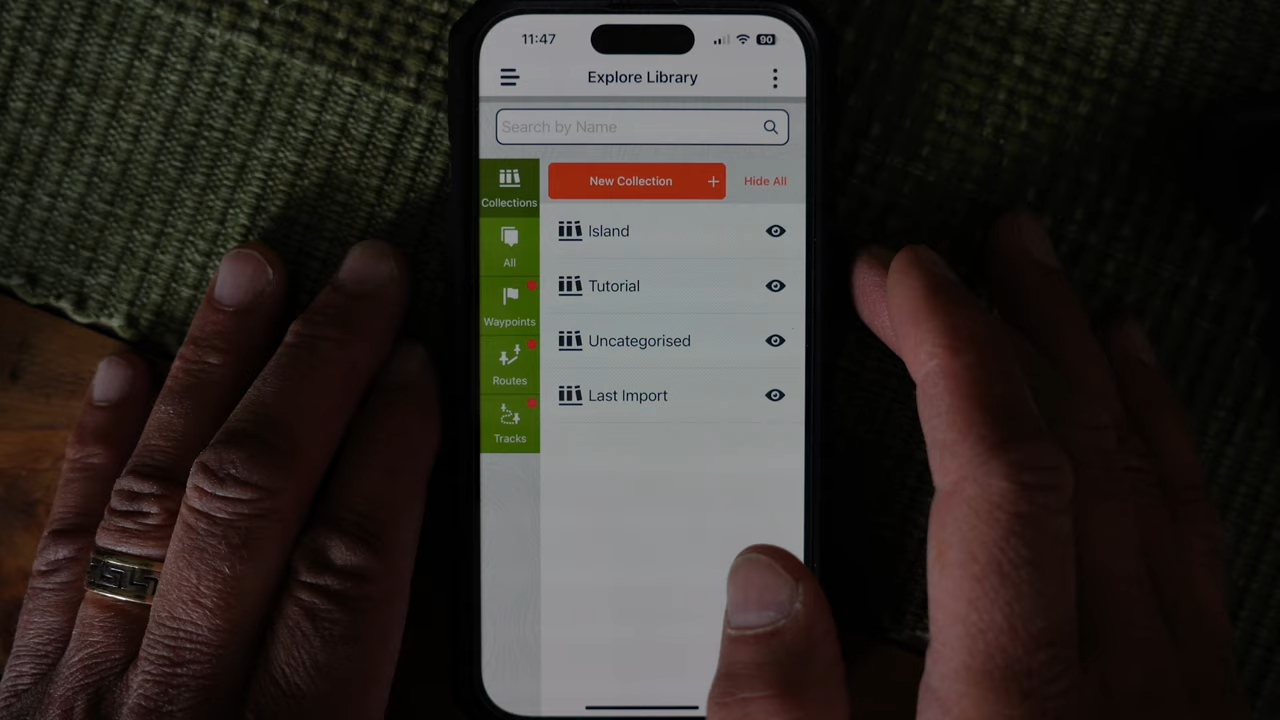 11:47
90
Explore Library
Search by Name
Collections
New Collection +
Hide All
All
Waypoints
Routes
Tracks
Island
Tutorial
Uncategorised
Last Import